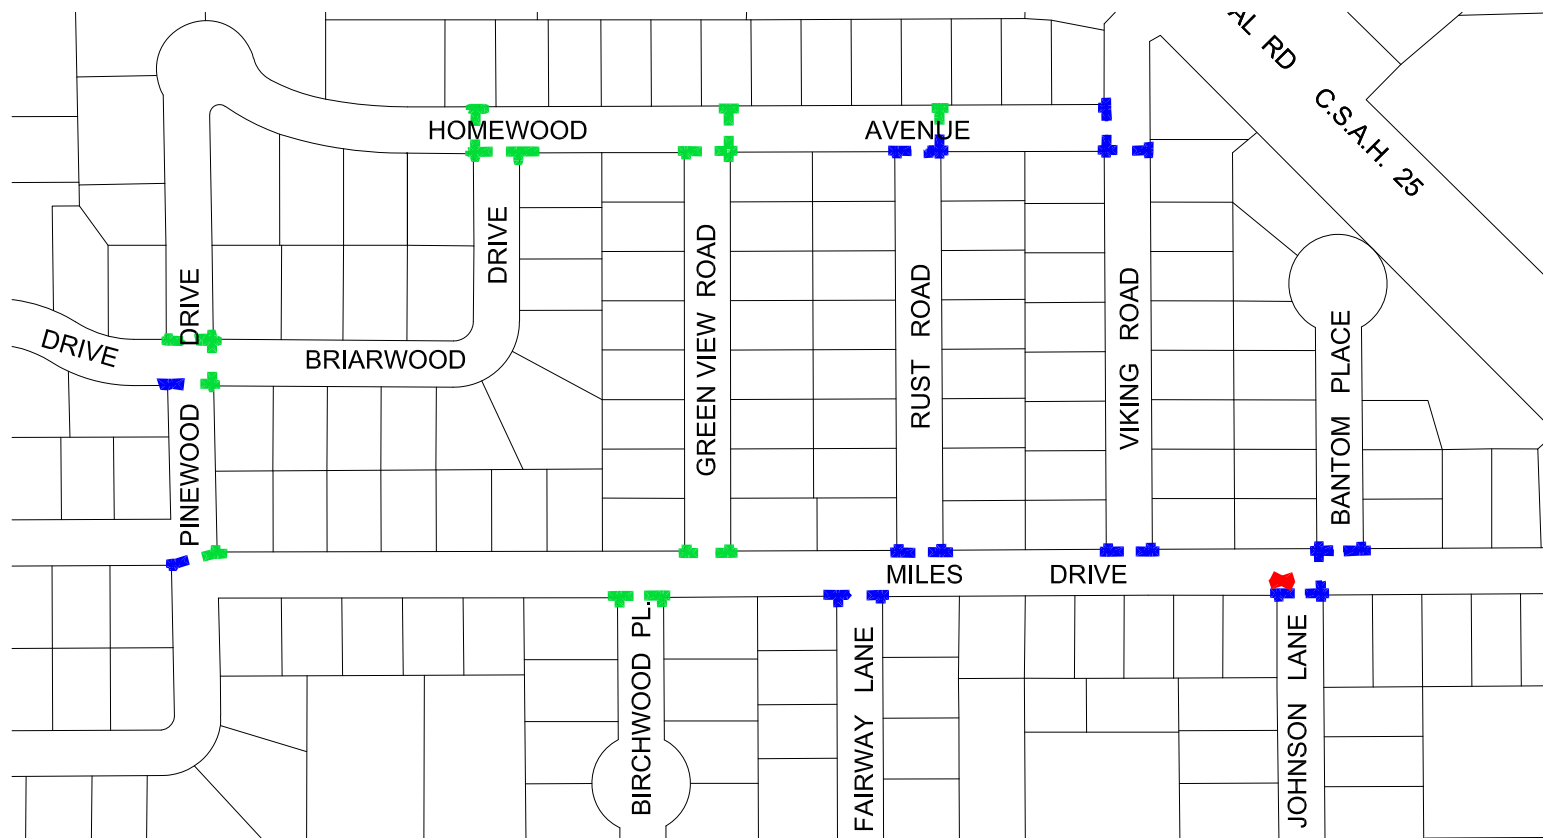 AL RD C.S.A.H. 25
HOMEWOOD AVENUE
DRIVE
DRIVE
DRIVE
BRIARWOOD
PINEWOOD
GREEN VIEW ROAD
RUST ROAD
VIKING ROAD
BANTOM PLACE
MILES DRIVE
BIRCHWOOD PL.
FAIRWAY LANE
JOHNSON LANE